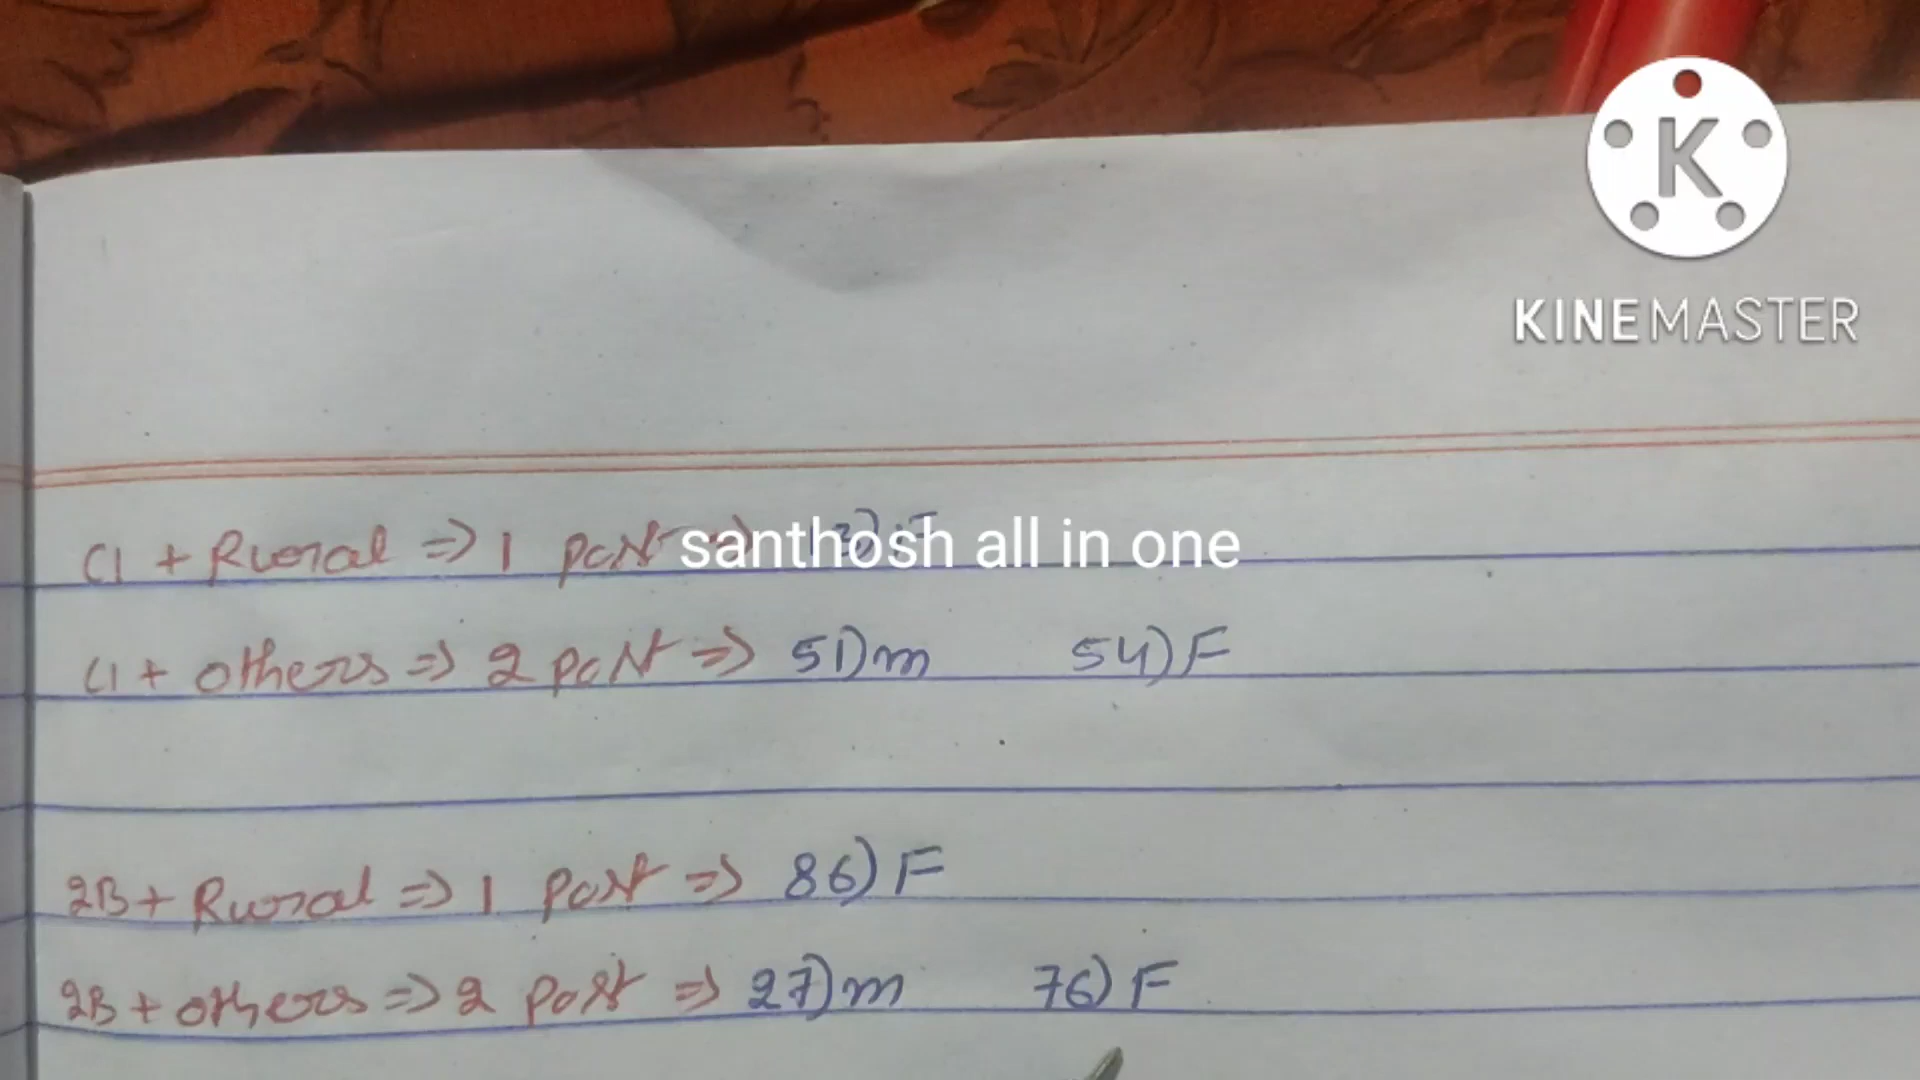 K
KINEMASTER
C1 + Rural => 1 post
santhosh all in one
C1 + others => 2 post => 51)m 54)F
2B + Rural => 1 post => 86)F
2B + others => 2 post => 27)m 76)F